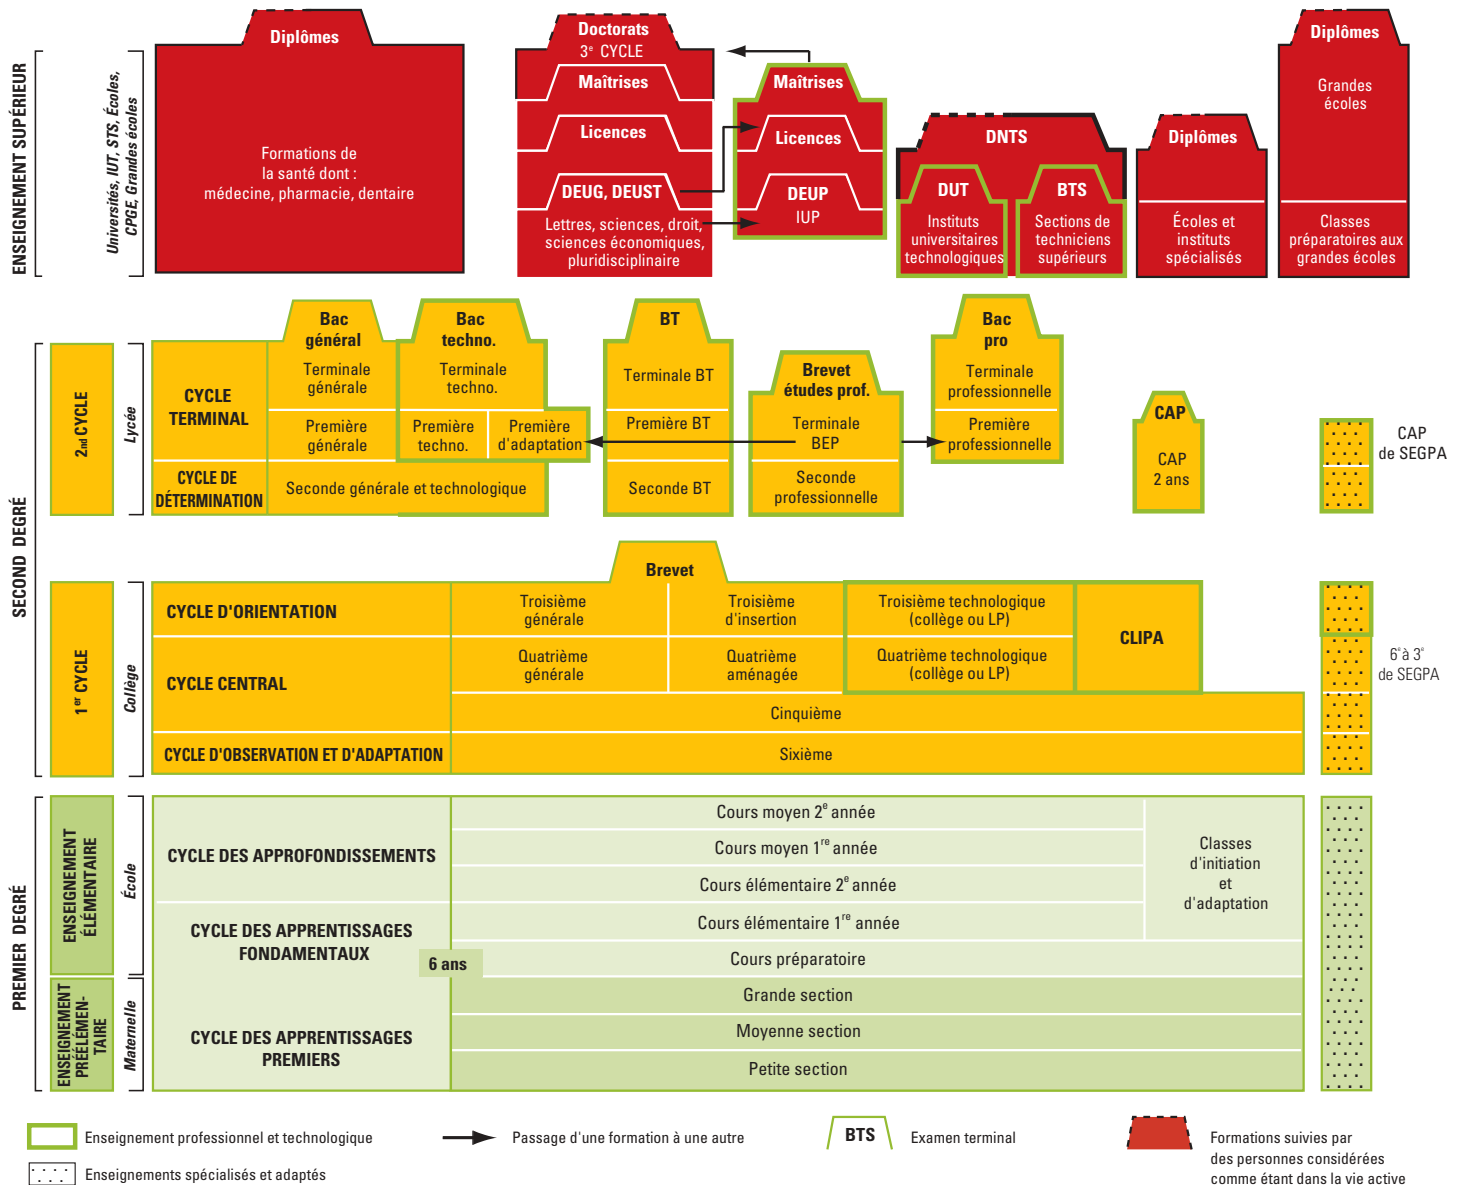 ENSEIGNEMENT SUPÉRIEUR
Universités, IUT, STS, Écoles,
CPGE, Grandes écoles
Diplômes
Formations de
la santé dont :
médecine, pharmacie, dentaire
Doctorats
3e CYCLE
Maîtrises
Licences
DEUG, DEUST
Lettres, sciences, droit,
sciences économiques,
pluridisciplinaire
Maîtrises
Licences
DEUP
IUP
DNTS
DUT
Instituts
universitaires
technologiques
BTS
Sections de
techniciens
supérieurs
Diplômes
Écoles et
instituts
spécialisés
Diplômes
Grandes
écoles
Classes
préparatoires aux
grandes écoles
SECOND DEGRÉ
2nd CYCLE
Lycée
CYCLE
TERMINAL
CYCLE DE
DÉTERMINATION
Bac
général
Terminale
générale
Première
générale
Bac
techno.
Terminale
techno.
Première
techno.
Première
d'adaptation
Seconde générale et technologique
BT
Terminale BT
Première BT
Seconde BT
Brevet
études prof.
Terminale
BEP
Seconde
professionnelle
Bac
pro
Terminale
professionnelle
Première
professionnelle
CAP
CAP
2 ans
CAP
de SEGPA
1er CYCLE
Collège
Brevet
CYCLE D'ORIENTATION
Troisième
générale
Troisième
d'insertion
Troisième technologique
(collège ou LP)
CLIPA
CYCLE CENTRAL
Quatrième
générale
Quatrième
aménagée
Quatrième technologique
(collège ou LP)
Cinquième
CYCLE D'OBSERVATION ET D'ADAPTATION
Sixième
6e à 3e
de SEGPA
PREMIER DEGRÉ
ENSEIGNEMENT
ÉLÉMENTAIRE
École
CYCLE DES APPROFONDISSEMENTS
Cours moyen 2e année
Cours moyen 1re année
Cours élémentaire 2e année
Classes
d'initiation
et
d'adaptation
CYCLE DES APPRENTISSAGES
FONDAMENTAUX
Cours élémentaire 1re année
6 ans
Cours préparatoire
ENSEIGNEMENT
PRÉÉLÉMEN-
TAIRE
Maternelle
Grande section
CYCLE DES APPRENTISSAGES
PREMIERS
Moyenne section
Petite section
Enseignement professionnel et technologique
Passage d'une formation à une autre
BTS
Examen terminal
Formations suivies par
des personnes considérées
comme étant dans la vie active
Enseignements spécialisés et adaptés